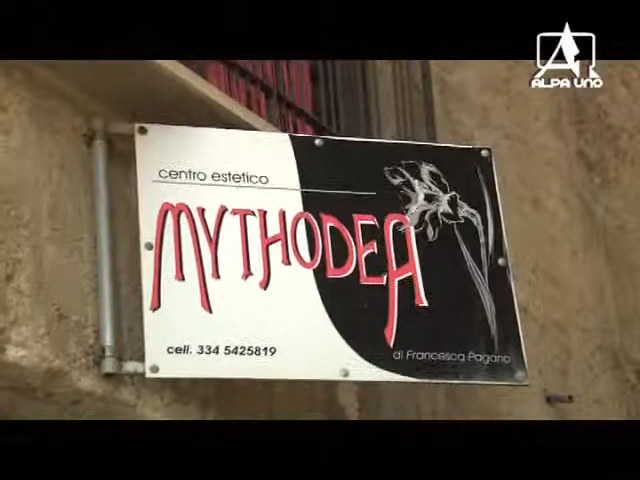 ALPA UNO
centro estetico
MYTHODEA
cell. 334 5425819
di Francesca Pagano